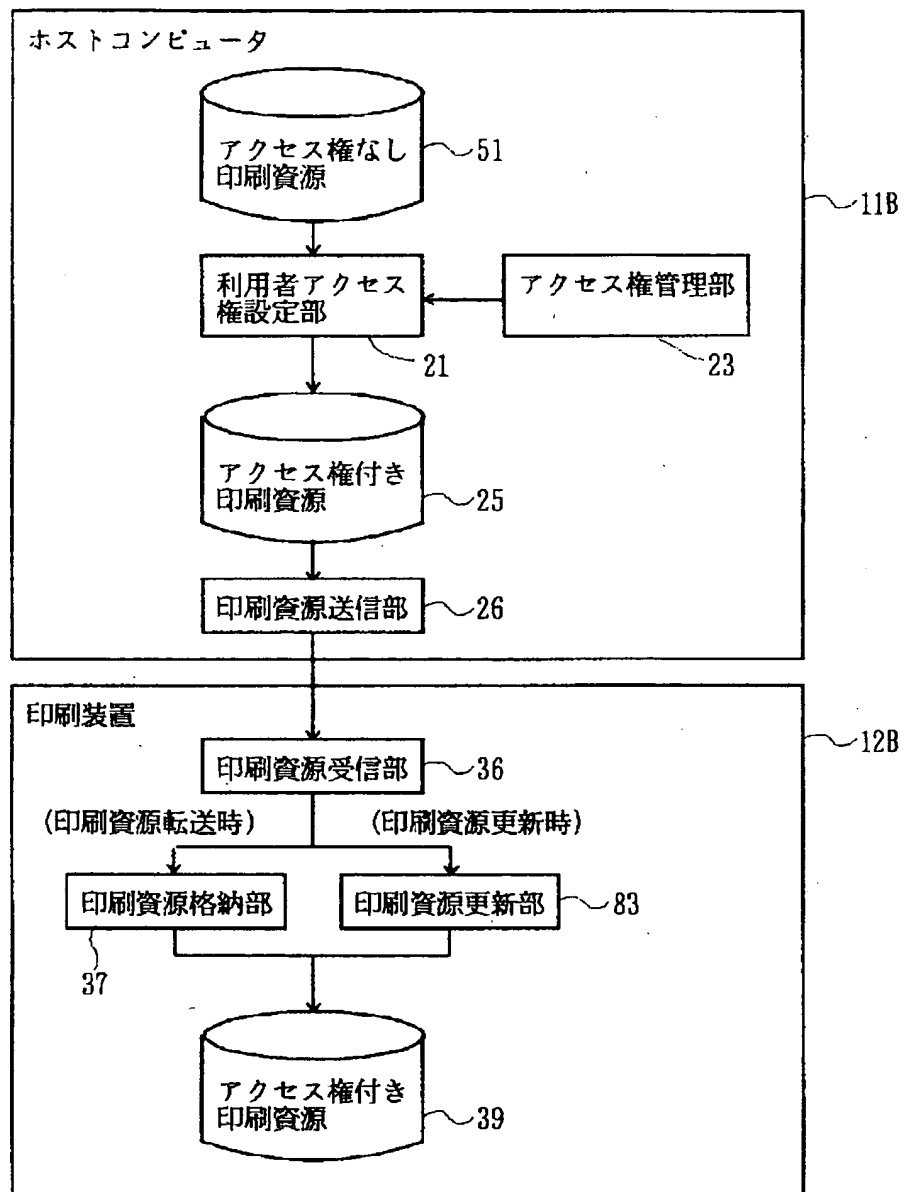 ホストコンピュータ
アクセス権なし
印刷資源
51
11B
利用者アクセス
権設定部
アクセス権管理部
21
23
アクセス権付き
印刷資源
25
印刷資源送信部
26
印刷装置
12B
印刷資源受信部
36
(印刷資源転送時)
(印刷資源更新時)
印刷資源格納部
印刷資源更新部
83
37
アクセス権付き
印刷資源
39